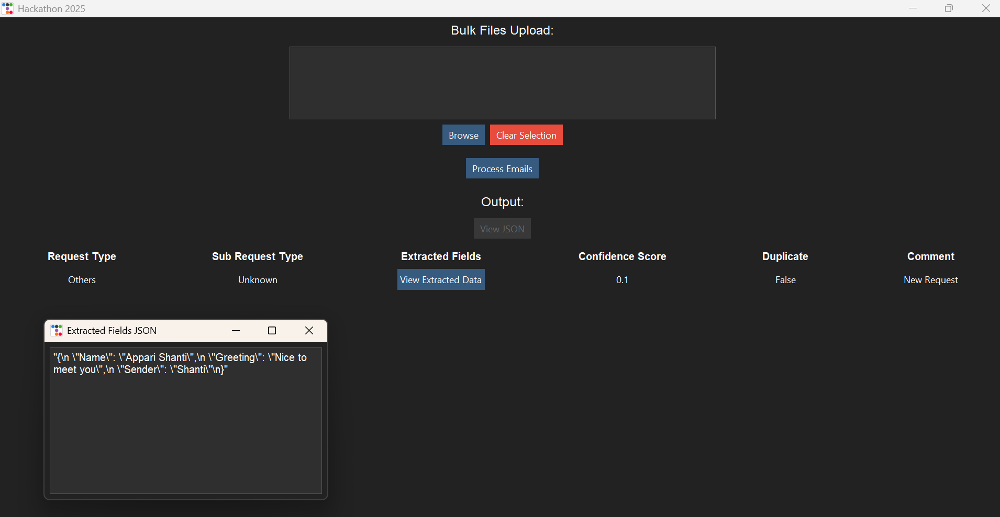 Hackathon 2025
Bulk Files Upload:
Browse
Clear Selection
Process Emails
Output:
View JSON
Request Type
Sub Request Type
Extracted Fields
Confidence Score
Duplicate
Comment
Others
Unknown
View Extracted Data
0.1
False
New Request
Extracted Fields JSON
"{\n \"Name\": \"Appari Shanti\",\n \"Greeting\": \"Nice to
meet you\",\n \"Sender\": \"Shanti\"\n}"